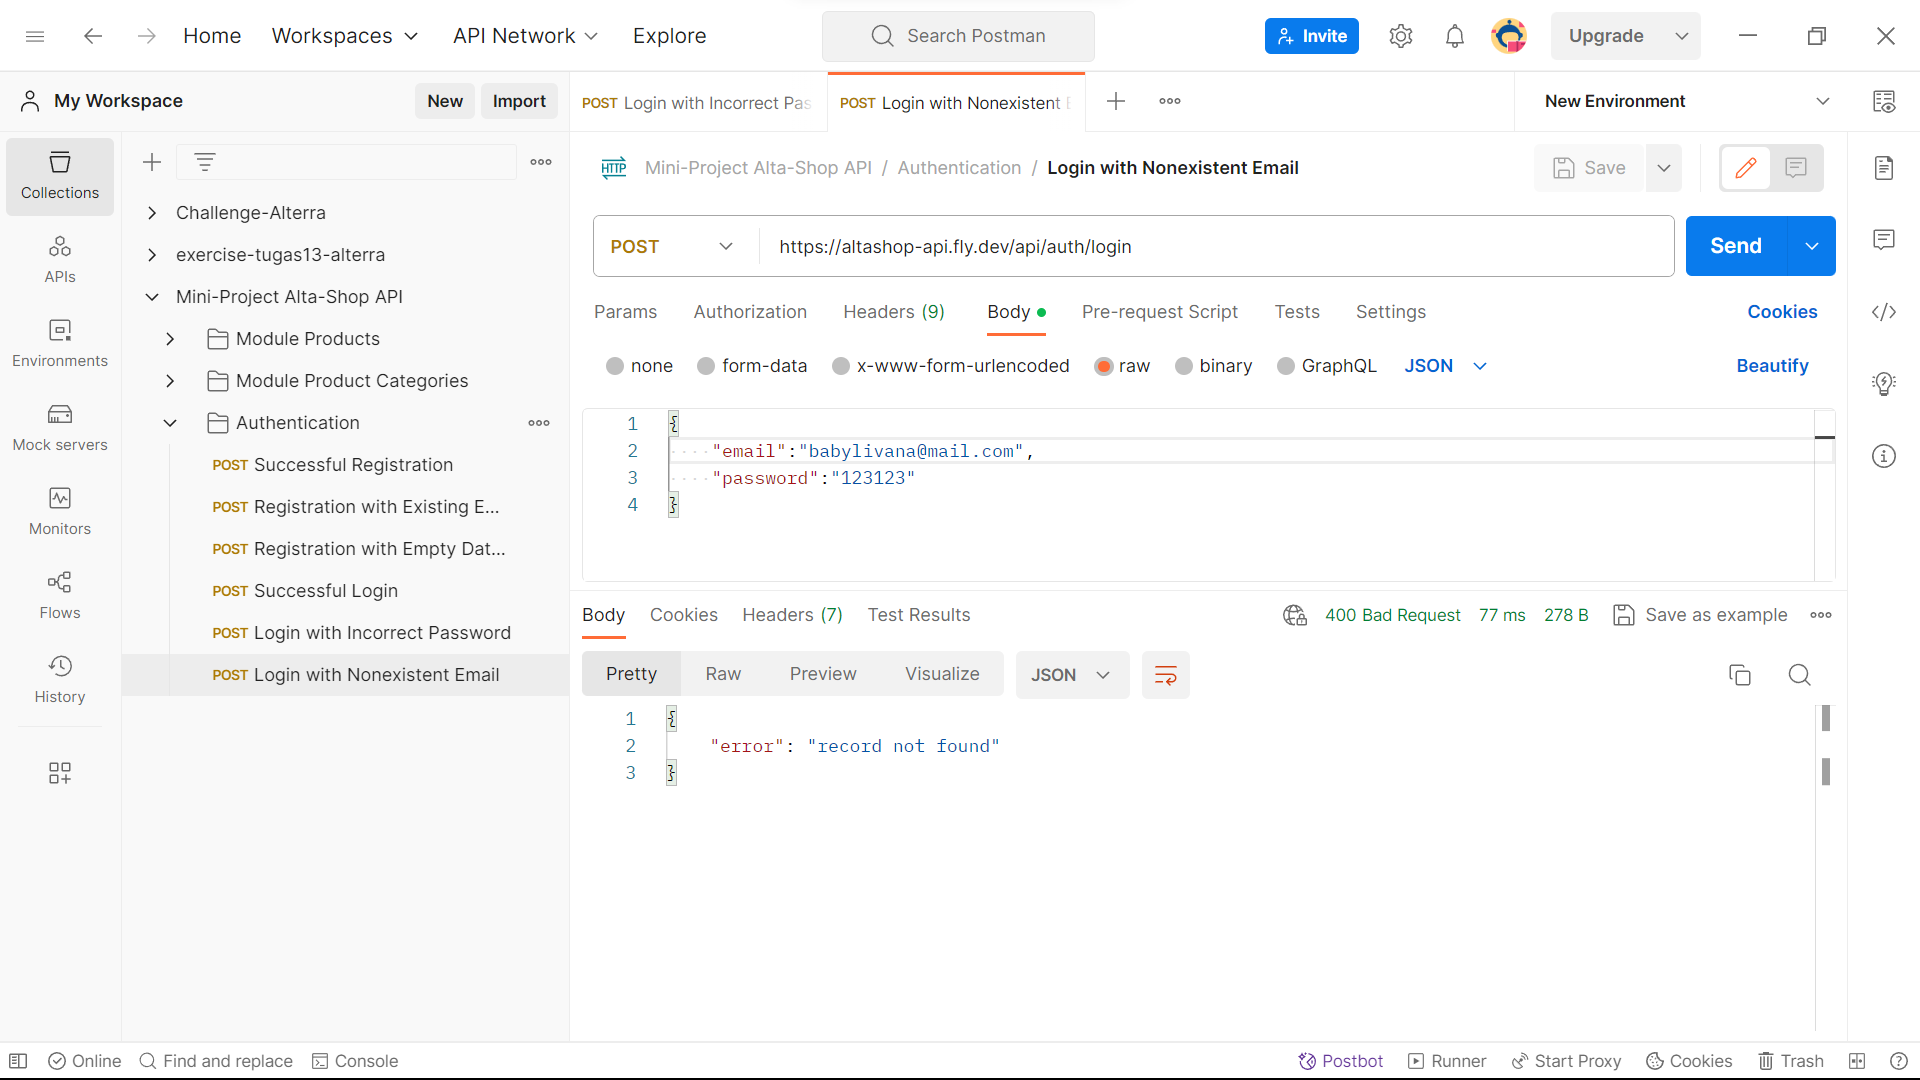 Home Workspaces API Network Explore Search Postman Invite Upgrade
My Workspace New Import
POST Login with Incorrect Pas POST Login with Nonexistent E New Environment
Collections
APIs
Environments
Mock servers
Monitors
Flows
History
Challenge-Alterra
exercise-tugas13-alterra
Mini-Project Alta-Shop API
Module Products
Module Product Categories
Authentication
POST Successful Registration
POST Registration with Existing E...
POST Registration with Empty Dat...
POST Successful Login
POST Login with Incorrect Password
POST Login with Nonexistent Email
HTTP Mini-Project Alta-Shop API / Authentication / Login with Nonexistent Email Save
POST https://altashop-api.fly.dev/api/auth/login Send
Params Authorization Headers (9) Body Pre-request Script Tests Settings Cookies
none form-data x-www-form-urlencoded raw binary GraphQL JSON Beautify
1 {
2 "email":"babylivana@mail.com",
3 "password":"123123"
4 }
Body Cookies Headers (7) Test Results 400 Bad Request 77 ms 278 B Save as example
Pretty Raw Preview Visualize JSON
1 {
2 "error": "record not found"
3 }
Online Find and replace Console Postbot Runner Start Proxy Cookies Trash